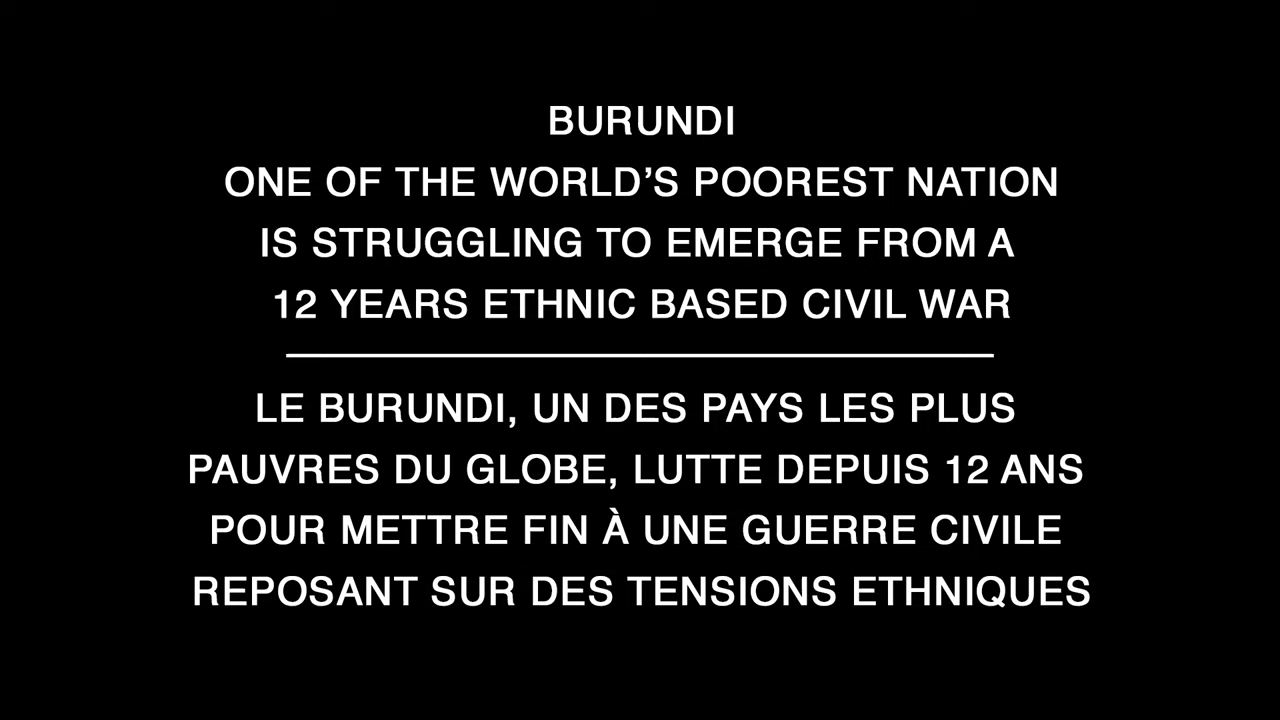 BURUNDI
ONE OF THE WORLD’S POOREST NATION
IS STRUGGLING TO EMERGE FROM A
12 YEARS ETHNIC BASED CIVIL WAR
LE BURUNDI, UN DES PAYS LES PLUS
PAUVRES DU GLOBE, LUTTE DEPUIS 12 ANS
POUR METTRE FIN À UNE GUERRE CIVILE
REPOSANT SUR DES TENSIONS ETHNIQUES